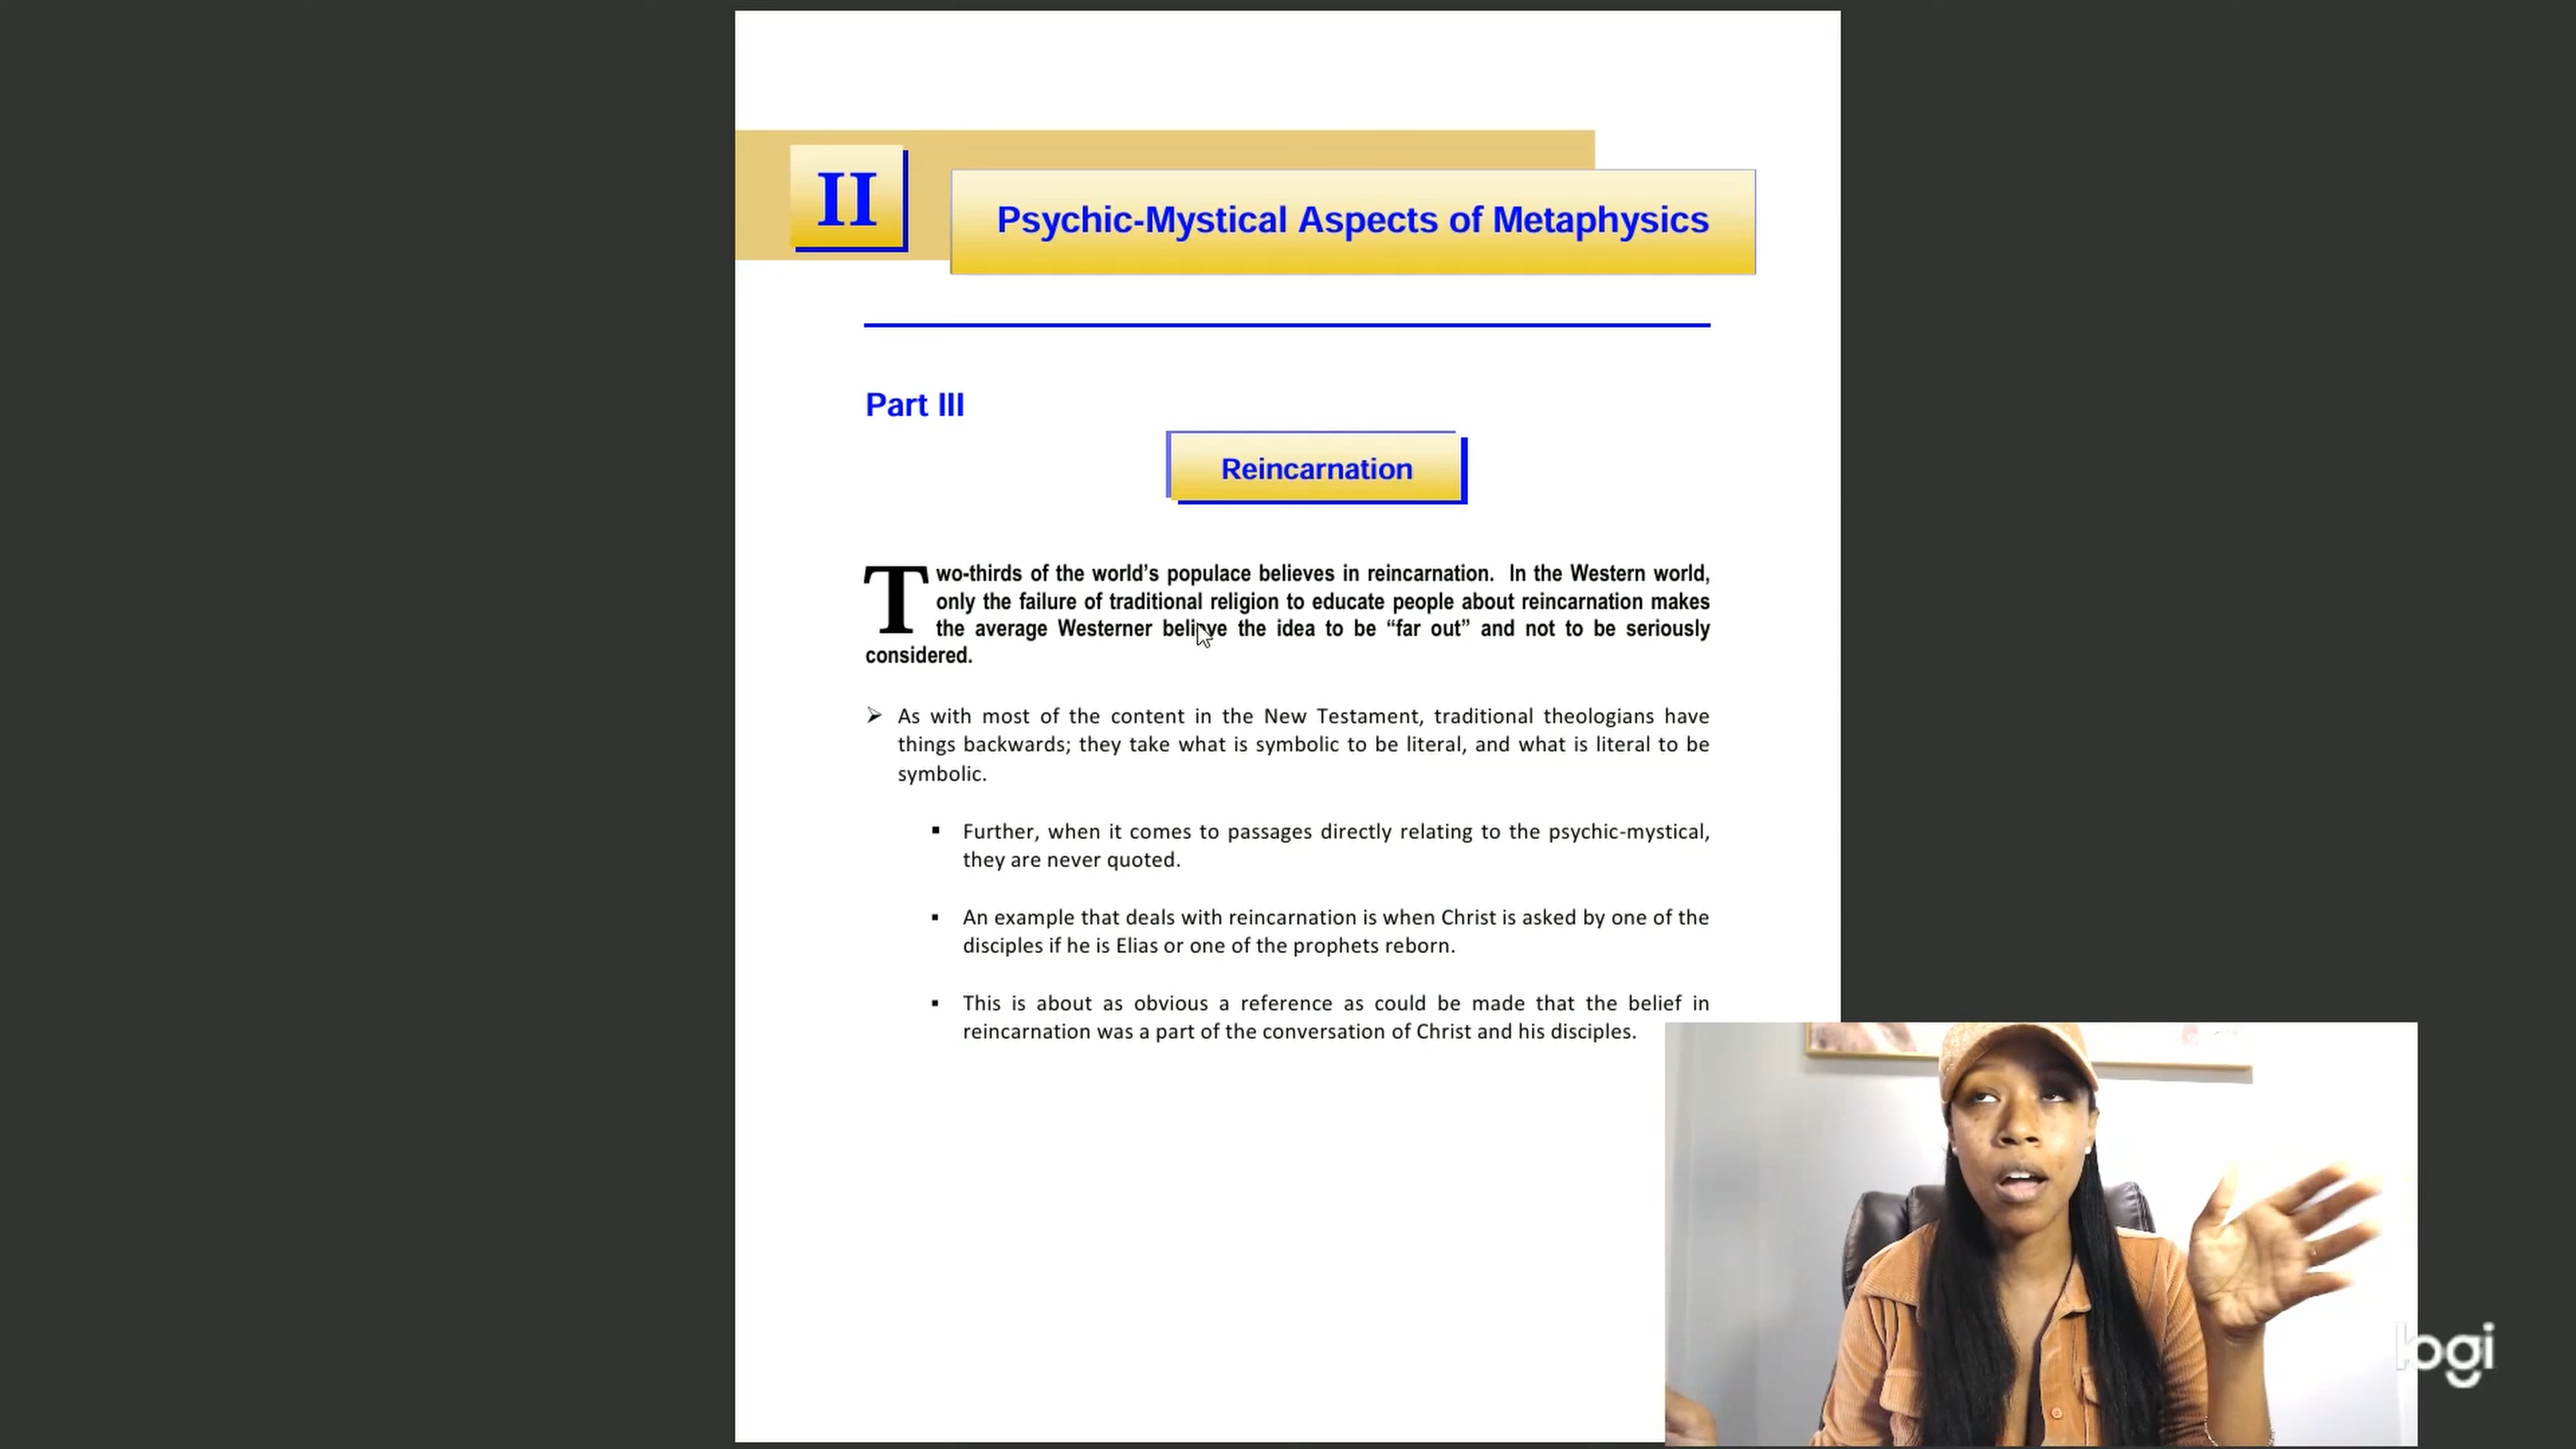 II
Psychic-Mystical Aspects of Metaphysics
Part III
Reincarnation
Two-thirds of the world’s populace believes in reincarnation. In the Western world,
only the failure of traditional religion to educate people about reincarnation makes
the average Westerner believe the idea to be “far out” and not to be seriously
considered.
➢ As with most of the content in the New Testament, traditional theologians have
things backwards; they take what is symbolic to be literal, and what is literal to be
symbolic.
▪ Further, when it comes to passages directly relating to the psychic-mystical,
they are never quoted.
▪ An example that deals with reincarnation is when Christ is asked by one of the
disciples if he is Elias or one of the prophets reborn.
▪ This is about as obvious a reference as could be made that the belief in
reincarnation was a part of the conversation of Christ and his disciples.
logi